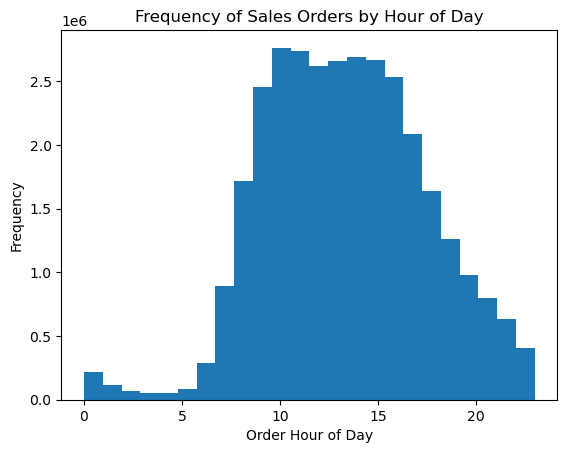 Frequency of Sales Orders by Hour of Day
1e6
2.5
2.0
1.5
1.0
0.5
0.0
Frequency
0 5 10 15 20
Order Hour of Day